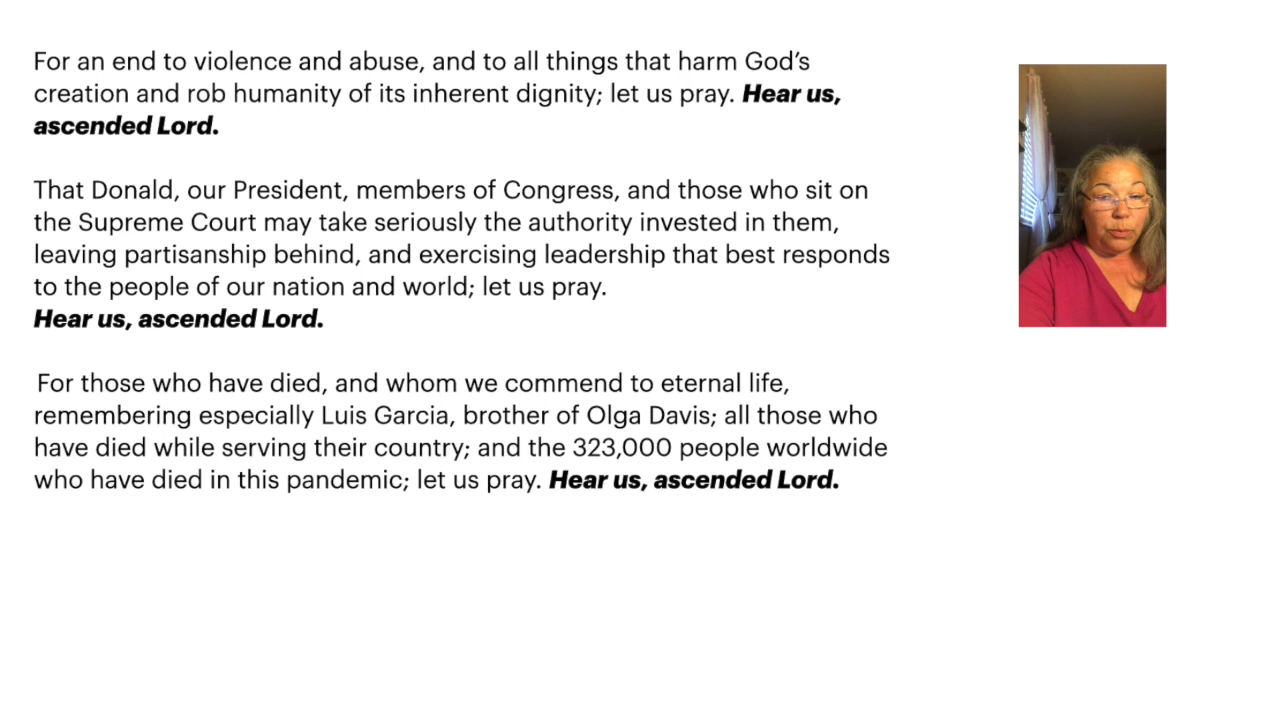 For an end to violence and abuse, and to all things that harm God’s
creation and rob humanity of its inherent dignity; let us pray. Hear us,
ascended Lord.
That Donald, our President, members of Congress, and those who sit on
the Supreme Court may take seriously the authority invested in them,
leaving partisanship behind, and exercising leadership that best responds
to the people of our nation and world; let us pray.
Hear us, ascended Lord.
For those who have died, and whom we commend to eternal life,
remembering especially Luis Garcia, brother of Olga Davis; all those who
have died while serving their country; and the 323,000 people worldwide
who have died in this pandemic; let us pray. Hear us, ascended Lord.